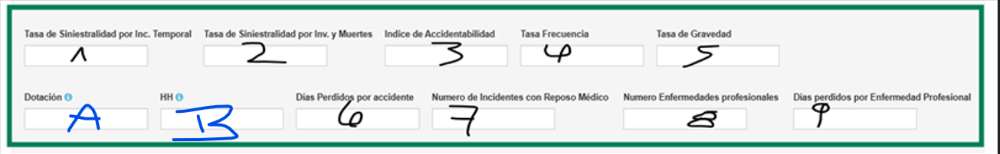 Tasa de Siniestralidad por Inc. Temporal Tasa de Siniestralidad por Inv. y Muertes Indice de Accidentabilidad Tasa Frecuencia Tasa de Gravedad
1 2 3 4 5
Dotación HH Días Perdidos por accidente Numero de Incidentes con Reposo Médico Numero Enfermedades profesionales Días perdidos por Enfermedad Profesional
A B 6 7 8 9